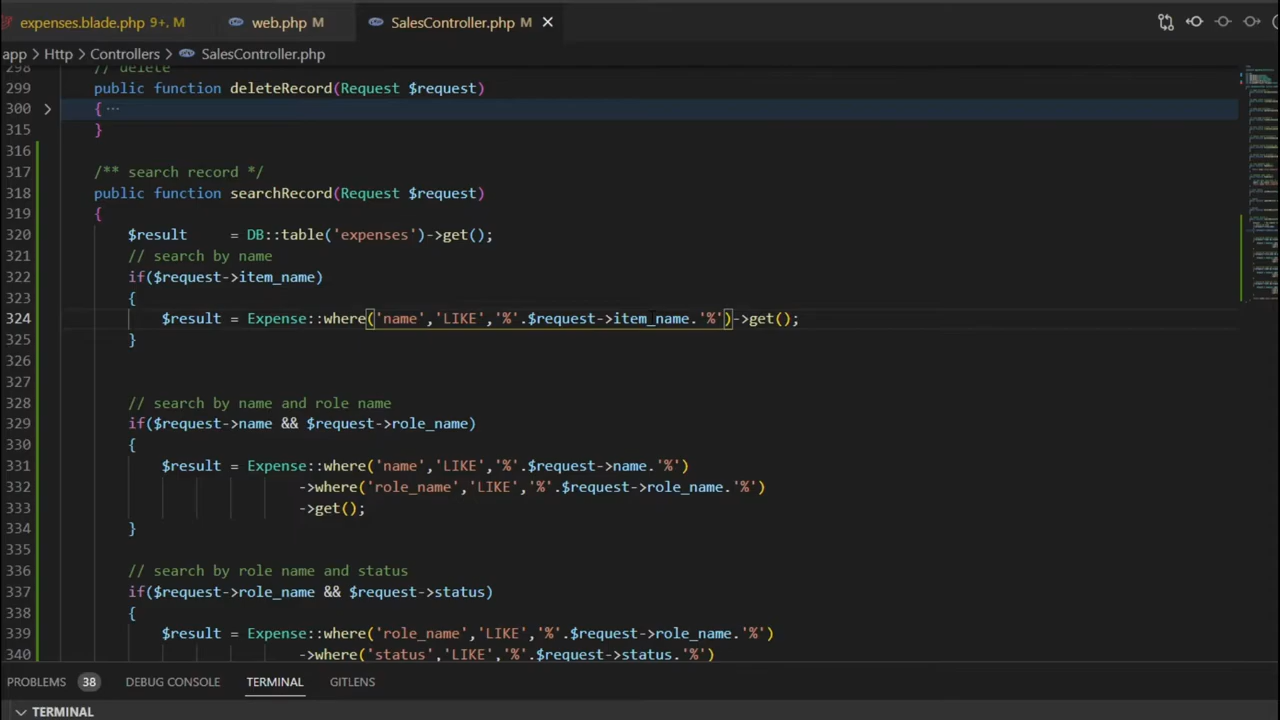 expenses.blade.php 9+, M web.php M SalesController.php M
app > Http > Controllers > SalesController.php
298 // delete
299 public function deleteRecord(Request $request)
300 { ···
315 }
316
317 /** search record */
318 public function searchRecord(Request $request)
319 {
320 $result = DB::table('expenses')->get();
321 // search by name
322 if($request->item_name)
323 {
324 $result = Expense::where('name','LIKE','%'.$request->item_name.'%')->get();
325 }
326
327
328 // search by name and role name
329 if($request->name && $request->role_name)
330 {
331 $result = Expense::where('name','LIKE','%'.$request->name.'%')
332 ->where('role_name','LIKE','%'.$request->role_name.'%')
333 ->get();
334 }
335
336 // search by role name and status
337 if($request->role_name && $request->status)
338 {
339 $result = Expense::where('role_name','LIKE','%'.$request->role_name.'%')
340 ->where('status','LIKE','%'.$request->status.'%')
PROBLEMS 38 DEBUG CONSOLE TERMINAL GITLENS
TERMINAL